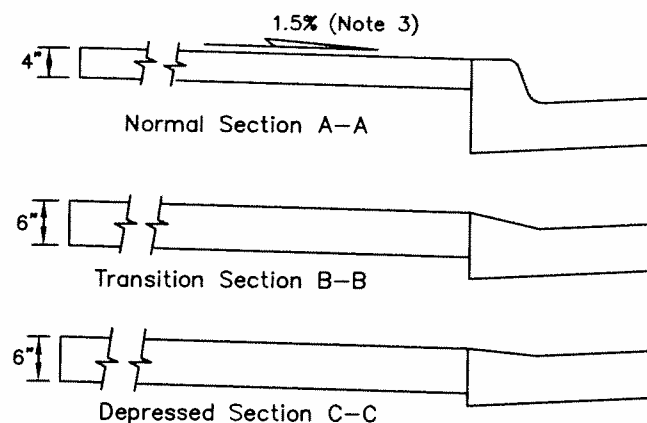 1.5% (Note 3)
4"
Normal Section A–A
6"
Transition Section B–B
6"
Depressed Section C–C